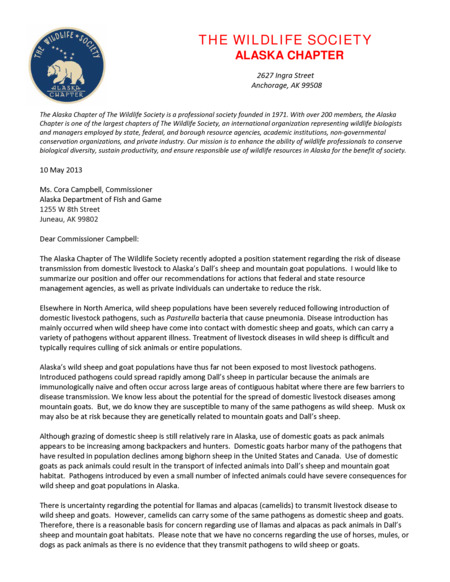 THE WILDLIFE SOCIETY
ALASKA
CHAPTER
THE WILDLIFE SOCIETY
ALASKA CHAPTER
2627 Ingra Street
Anchorage, AK 99508
The Alaska Chapter of The Wildlife Society is a professional society founded in 1971. With over 200 members, the Alaska
Chapter is one of the largest chapters of The Wildlife Society, an international organization representing wildlife biologists
and managers employed by state, federal, and borough resource agencies, academic institutions, non-governmental
conservation organizations, and private industry. Our mission is to enhance the ability of wildlife professionals to conserve
biological diversity, sustain productivity, and ensure responsible use of wildlife resources in Alaska for the benefit of society.
10 May 2013
Ms. Cora Campbell, Commissioner
Alaska Department of Fish and Game
1255 W 8th Street
Juneau, AK 99802
Dear Commissioner Campbell:
The Alaska Chapter of The Wildlife Society recently adopted a position statement regarding the risk of disease
transmission from domestic livestock to Alaska's Dall's sheep and mountain goat populations. I would like to
summarize our position and offer our recommendations for actions that federal and state resource
management agencies, as well as private individuals can undertake to reduce the risk.
Elsewhere in North America, wild sheep populations have been severely reduced following introduction of
domestic livestock pathogens, such as Pasturella bacteria that cause pneumonia. Disease introduction has
mainly occurred when wild sheep have come into contact with domestic sheep and goats, which can carry a
variety of pathogens without apparent illness. Treatment of livestock diseases in wild sheep is difficult and
typically requires culling of sick animals or entire populations.
Alaska's wild sheep and goat populations have thus far not been exposed to most livestock pathogens.
Introduced pathogens could spread rapidly among Dall's sheep in particular because the animals are
immunologically naïve and often occur across large areas of contiguous habitat where there are few barriers to
disease transmission. We know less about the potential for the spread of domestic livestock diseases among
mountain goats. But, we do know they are susceptible to many of the same pathogens as wild sheep. Musk ox
may also be at risk because they are genetically related to mountain goats and Dall's sheep.
Although grazing of domestic sheep is still relatively rare in Alaska, use of domestic goats as pack animals
appears to be increasing among backpackers and hunters. Domestic goats harbor many of the pathogens that
have resulted in population declines among bighorn sheep in the United States and Canada. Use of domestic
goats as pack animals could result in the transport of infected animals into Dall's sheep and mountain goat
habitat. Pathogens introduced by even a small number of infected animals could have severe consequences for
wild sheep and goat populations in Alaska.
There is uncertainty regarding the potential for llamas and alpacas (camelids) to transmit livestock disease to
wild sheep and goats. However, camelids can carry some of the same pathogens as domestic sheep and goats.
Therefore, there is a reasonable basis for concern regarding use of llamas and alpacas as pack animals in Dall's
sheep and mountain goat habitats. Please note that we have no concerns regarding the use of horses, mules, or
dogs as pack animals as there is no evidence that they transmit pathogens to wild sheep or goats.